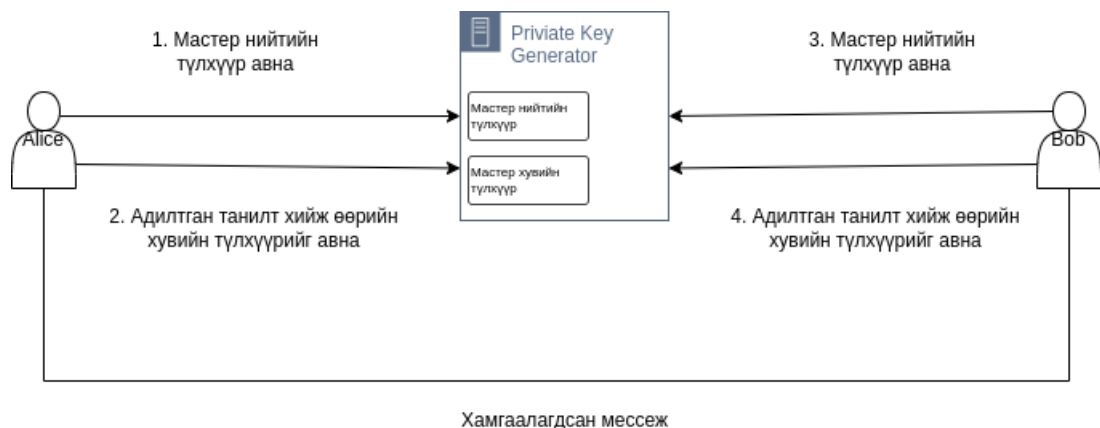 1. Мастер нийтийн
түлхүүр авна
Priviate Key
Generator
3. Мастер нийтийн
түлхүүр авна
Мастер нийтийн
түлхүүр
Alice
Bob
Мастер хувийн
түлхүүр
2. Адилтган танилт хийж өөрийн
хувийн түлхүүрийг авна
4. Адилтган танилт хийж өөрийн
хувийн түлхүүрийг авна
Хамгаалагдсан мессеж